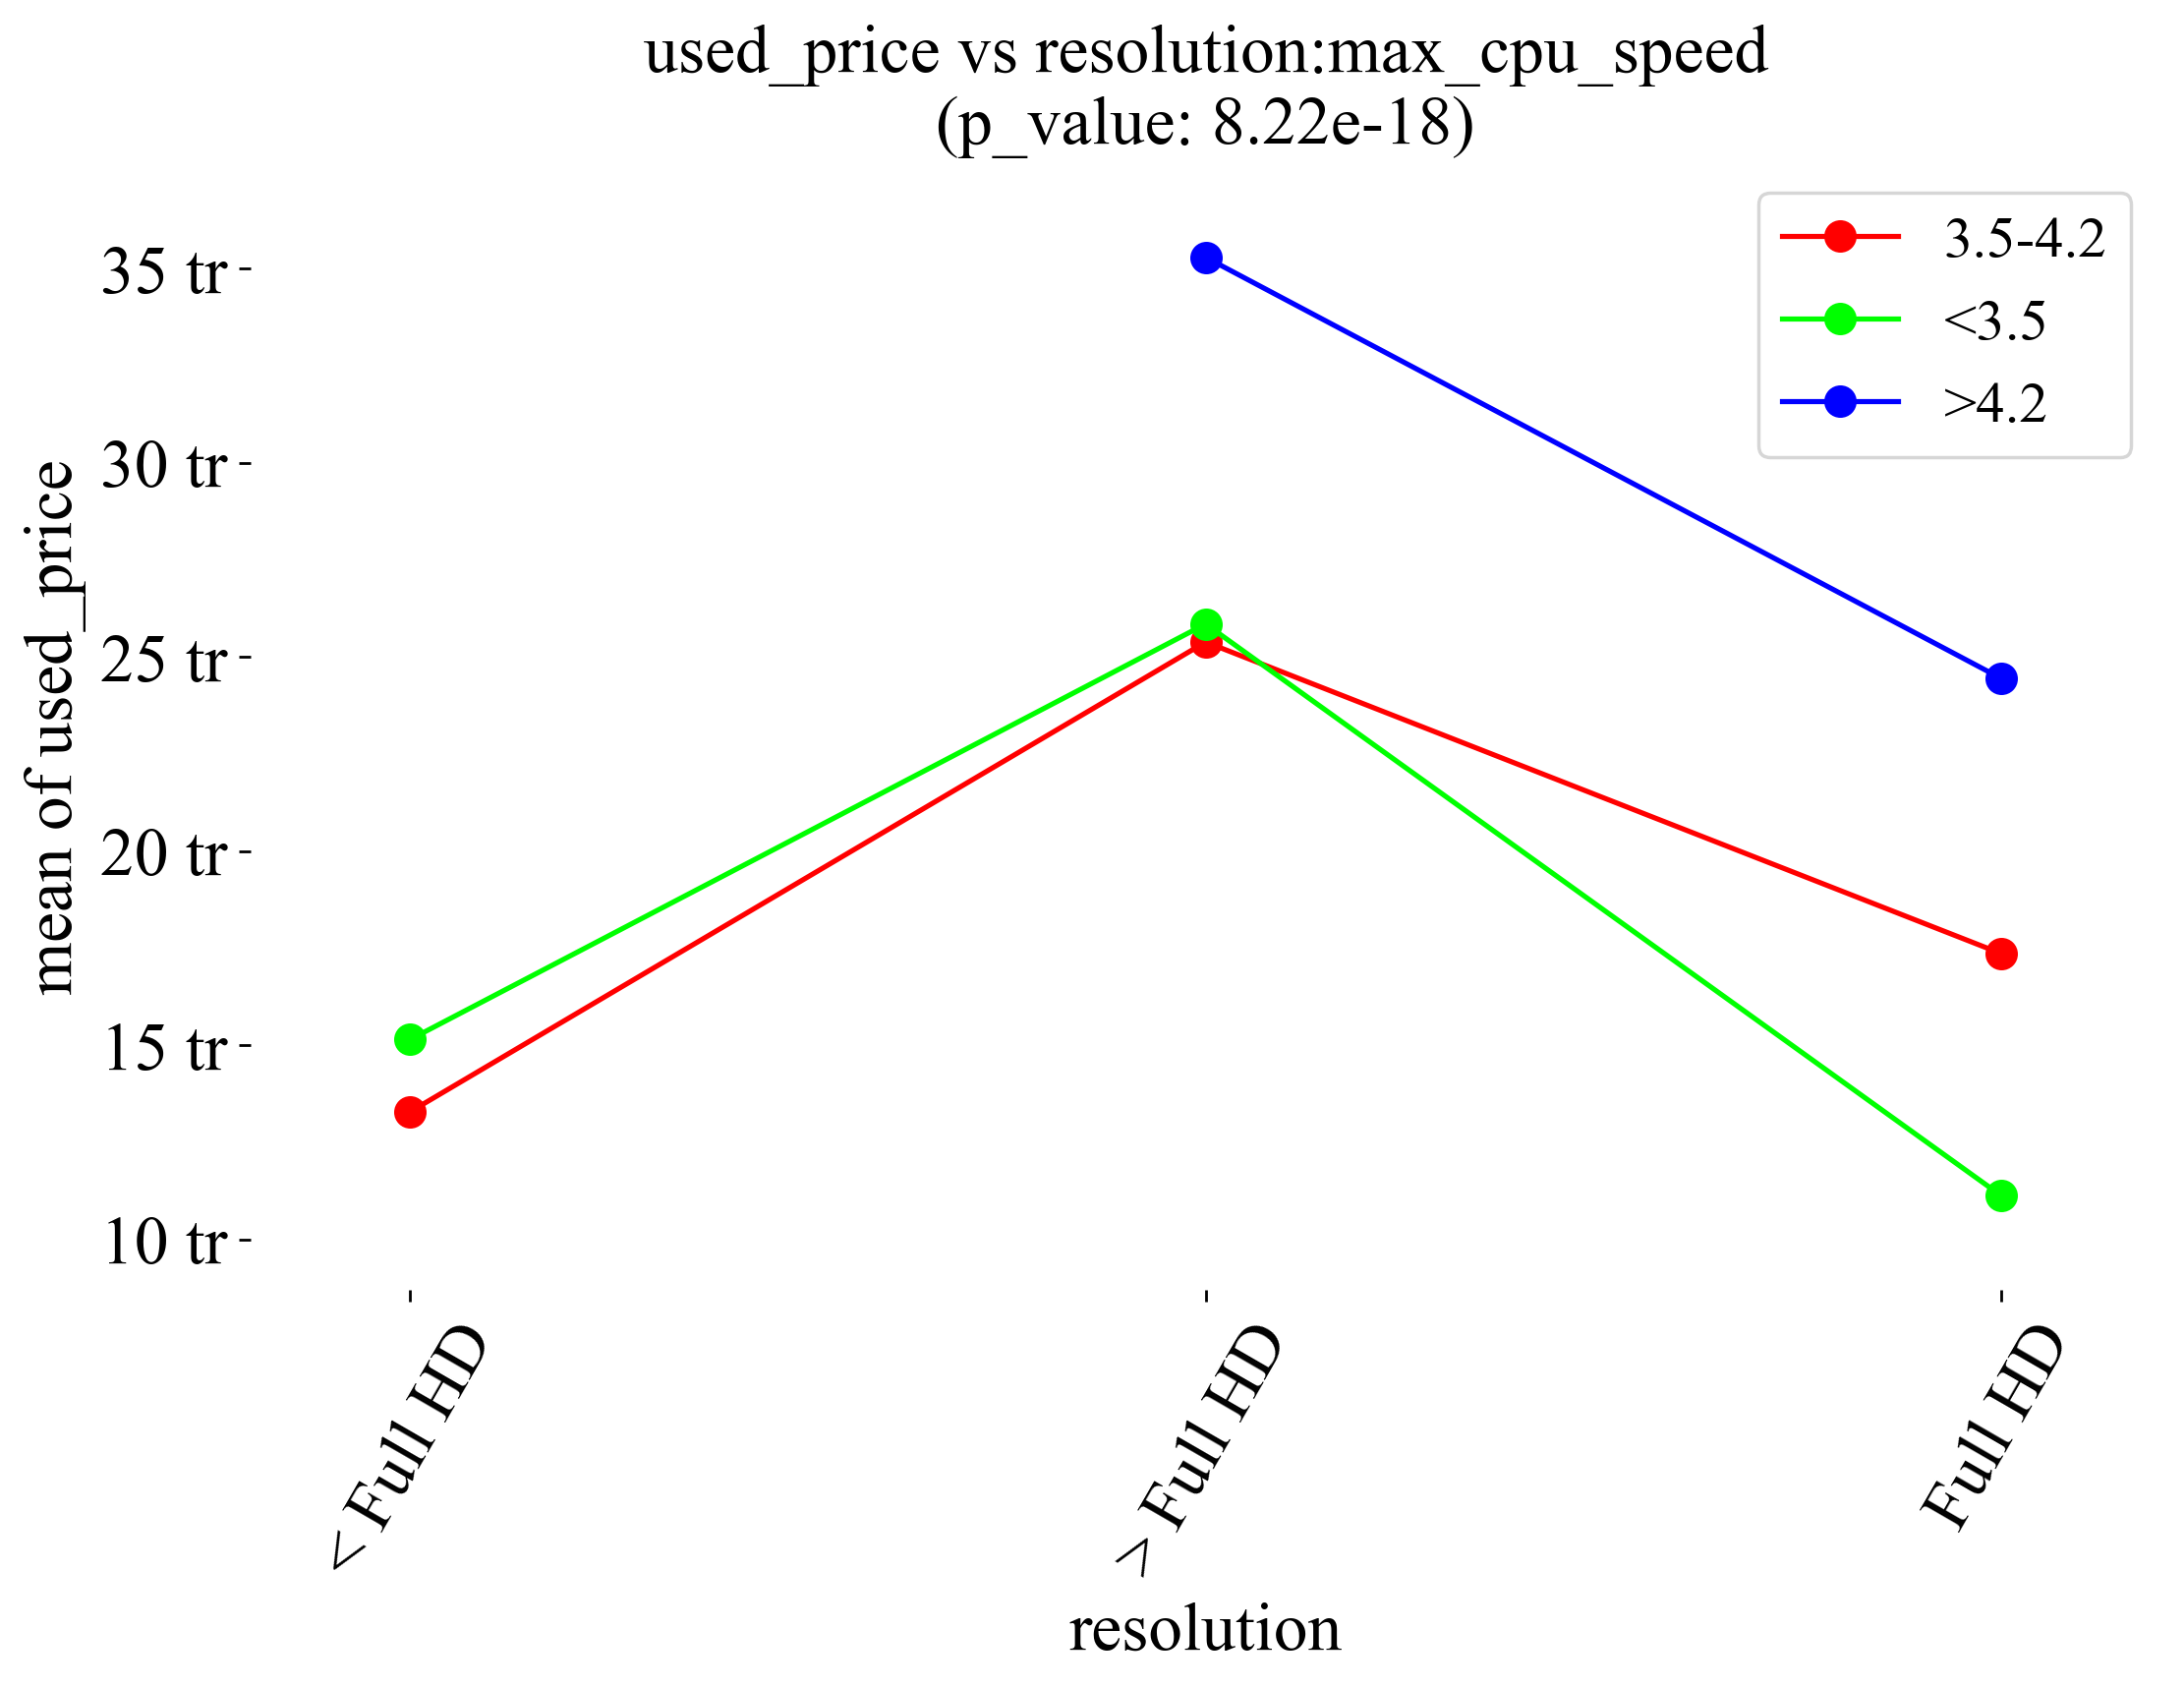 used_price vs resolution:max_cpu_speed
(p_value: 8.22e-18)
3.5-4.2
<3.5
>4.2
mean of used_price
35 tr
30 tr
25 tr
20 tr
15 tr
10 tr
< Full HD
> Full HD
Full HD
resolution